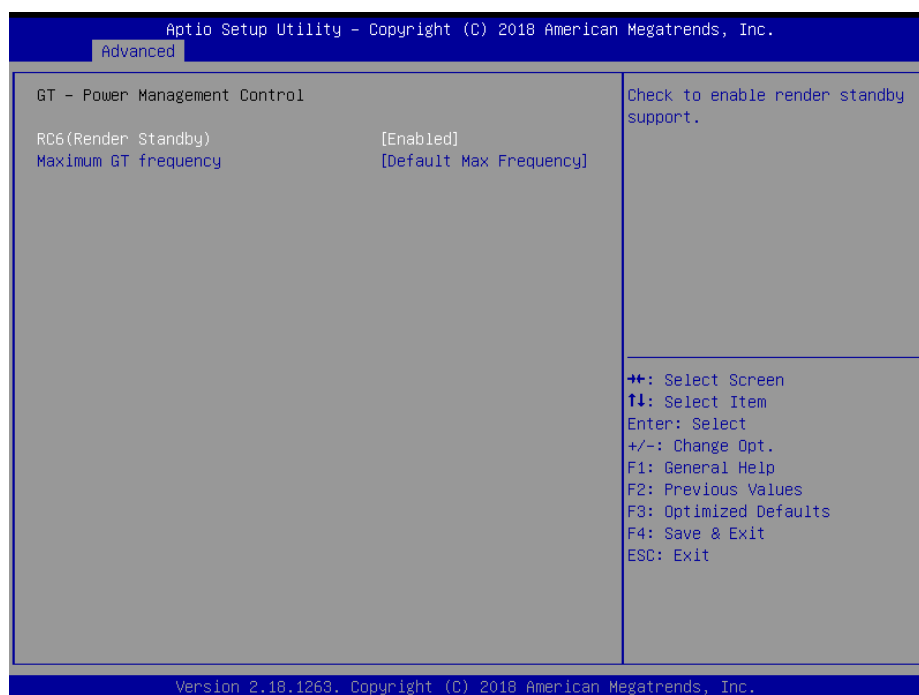 Aptio Setup Utility – Copyright (C) 2018 American Megatrends, Inc.
Advanced
GT – Power Management Control
RC6(Render Standby) [Enabled]
Maximum GT frequency [Default Max Frequency]
Check to enable render standby
support.
→←: Select Screen
↑↓: Select Item
Enter: Select
+/-: Change Opt.
F1: General Help
F2: Previous Values
F3: Optimized Defaults
F4: Save & Exit
ESC: Exit
Version 2.18.1263. Copyright (C) 2018 American Megatrends, Inc.